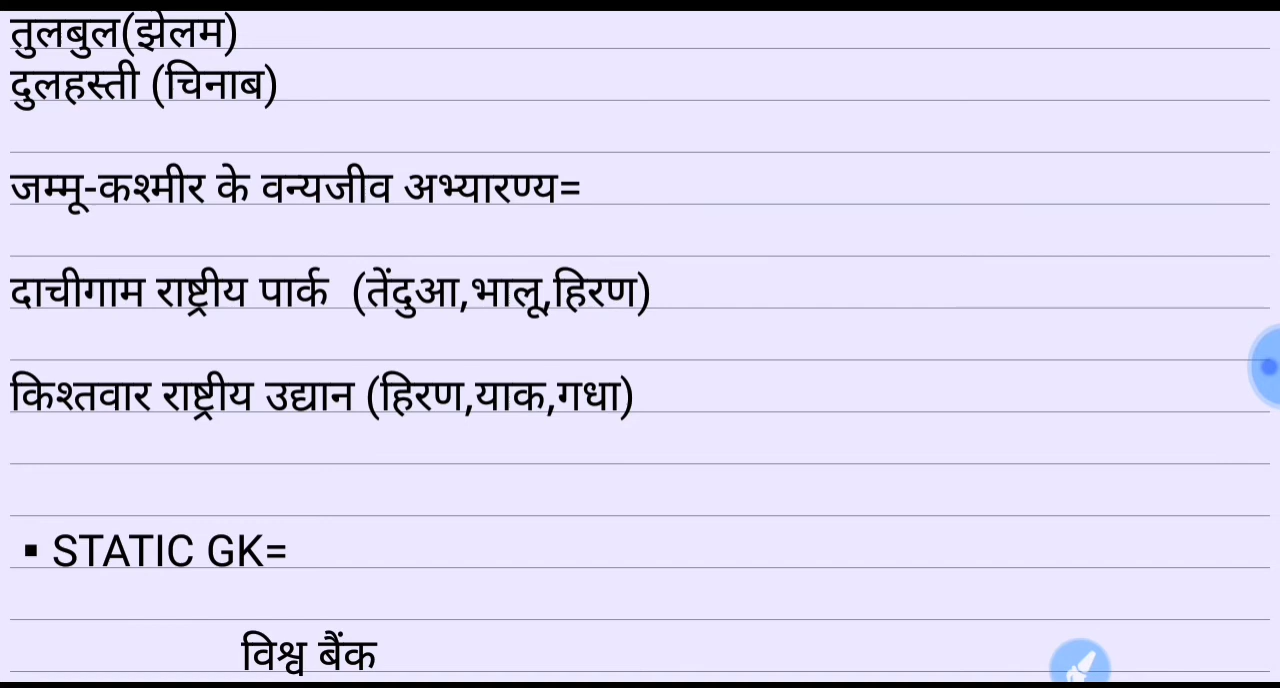 तुलबुल(झेलम)
दुलहस्ती (चिनाब)
जम्मू-कश्मीर के वन्यजीव अभ्यारण्य=
दाचीगाम राष्ट्रीय पार्क (तेंदुआ,भालू,हिरण)
किश्तवार राष्ट्रीय उद्यान (हिरण,याक,गधा)
▪ STATIC GK=
विश्व बैंक